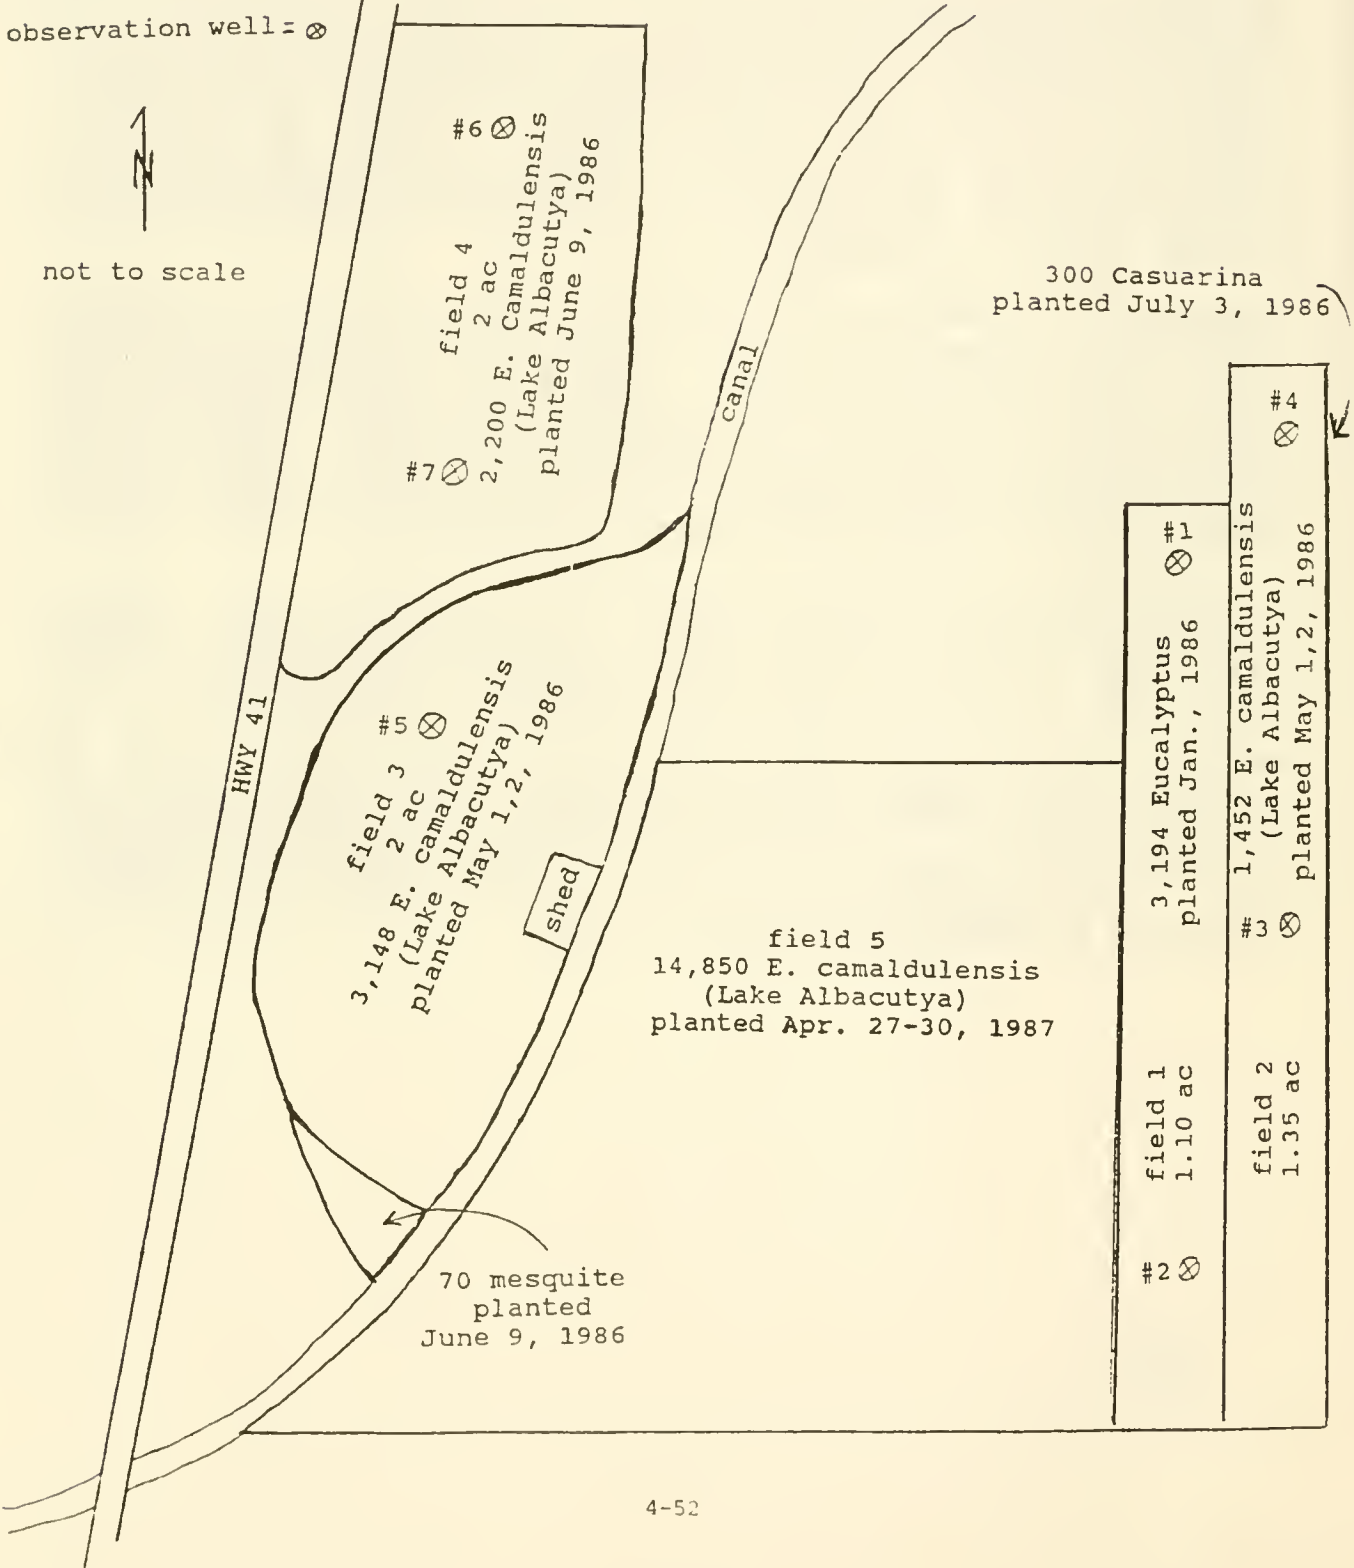 observation well = ⊗
N
not to scale
#6 ⊗
field 4
2 ac
2,200 E. Camaldulensis
(Lake Albacutya)
planted June 9, 1986
#7 ⊗
canal
300 Casuarina
planted July 3, 1986
#4
⊗
#1
⊗
3,194 Eucalyptus
planted Jan., 1986
1,452 E. camaldulensis
(Lake Albacutya)
planted May 1,2, 1986
HWY 41
#5 ⊗
field 3
2 ac
3,148 E. camaldulensis
(Lake Albacutya)
planted May 1,2, 1986
shed
#3 ⊗
field 5
14,850 E. camaldulensis
(Lake Albacutya)
planted Apr. 27-30, 1987
field 1
1.10 ac
field 2
1.35 ac
#2 ⊗
70 mesquite
planted
June 9, 1986
4-52